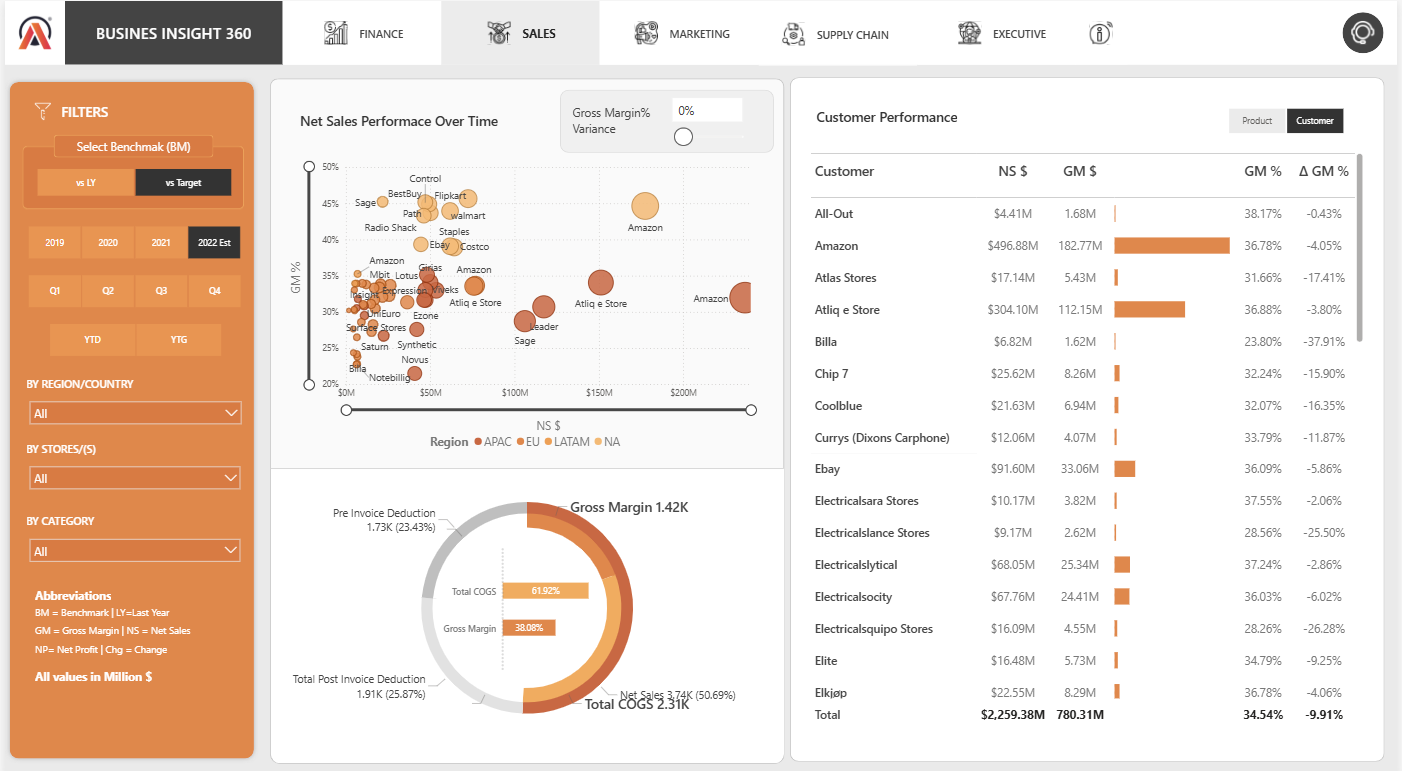 BUSINES INSIGHT 360
FINANCE
SALES
MARKETING
SUPPLY CHAIN
EXECUTIVE
FILTERS
Select Benchmak (BM)
vs LY
vs Target
2019
2020
2021
2022 Est
Q1
Q2
Q3
Q4
YTD
YTG
BY REGION/COUNTRY
All
BY STORES/(S)
All
BY CATEGORY
All
Abbreviations
BM = Benchmark | LY=Last Year
GM = Gross Margin | NS = Net Sales
NP= Net Profit | Chg = Change
All values in Million $
Net Sales Performace Over Time
Gross Margin%
Variance
0%
50%
45%
40%
35%
30%
25%
20%
GM %
Control
BestBuy
Flipkart
Sage
Path
walmart
Radio Shack
Staples
Amazon
Ebay
Costco
Amazon
Girias
Amazon
Mbit
Lotus
Insight
Expression
Viveks
Atliq e Store
Atliq e Store
Amazon
UniEuro
Ezone
Surface Stores
Leader
Sage
Saturn
Synthetic
Novus
Billa
Notebillig
$0M
$50M
$100M
$150M
$200M
NS $
Region
APAC
EU
LATAM
NA
Gross Margin 1.42K
Pre Invoice Deduction
1.73K (23.43%)
Total COGS
61.92%
Gross Margin
38.08%
Total Post Invoice Deduction
1.91K (25.87%)
Net Sales 3.74K (50.69%)
Total COGS 2.31K
Customer Performance
Product
Customer
Customer NS $ GM $ GM % Δ GM %
All-Out $4.41M 1.68M 38.17% -0.43%
Amazon $496.88M 182.77M 36.78% -4.05%
Atlas Stores $17.14M 5.43M 31.66% -17.41%
Atliq e Store $304.10M 112.15M 36.88% -3.80%
Billa $6.82M 1.62M 23.80% -37.91%
Chip 7 $25.62M 8.26M 32.24% -15.90%
Coolblue $21.63M 6.94M 32.07% -16.35%
Currys (Dixons Carphone) $12.06M 4.07M 33.79% -11.87%
Ebay $91.60M 33.06M 36.09% -5.86%
Electricalsara Stores $10.17M 3.82M 37.55% -2.06%
Electricalslance Stores $9.17M 2.62M 28.56% -25.50%
Electricalslytical $68.05M 25.34M 37.24% -2.86%
Electricalsocity $67.76M 24.41M 36.03% -6.02%
Electricalsquipo Stores $16.09M 4.55M 28.26% -26.28%
Elite $16.48M 5.73M 34.79% -9.25%
Elkjøp $22.55M 8.29M 36.78% -4.06%
Total $2,259.38M 780.31M 34.54% -9.91%